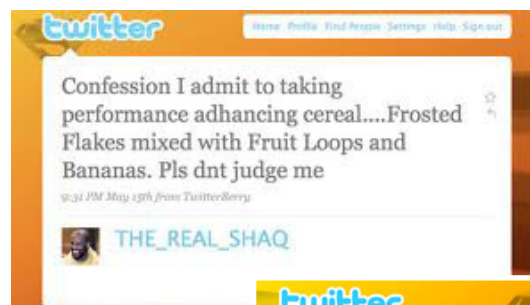 twitter
Home Profile Find People Settings Help Sign out
Confession I admit to taking
performance adhancing cereal....Frosted
Flakes mixed with Fruit Loops and
Bananas. Pls dnt judge me
9:31 PM May 15th from TwitterBerry
THE_REAL_SHAQ
twitter